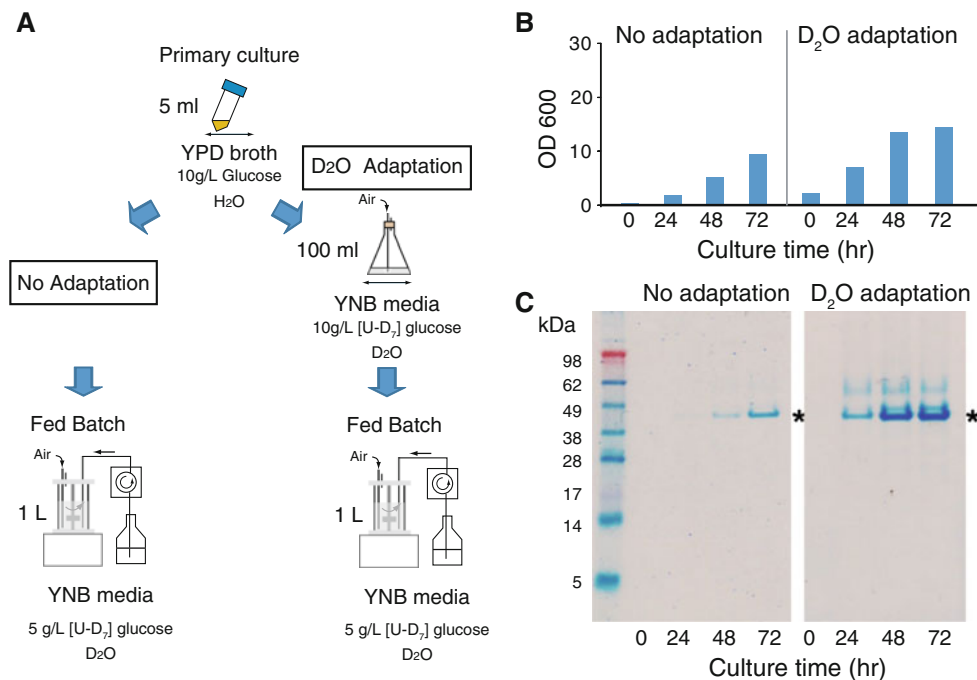 A
Primary culture
5 ml
YPD broth
10g/L Glucose
H2O
D2O Adaptation
Air
100 ml
YNB media
10g/L [U-D7] glucose
D2O
No Adaptation
Fed Batch
Air
1 L
YNB media
5 g/L [U-D7] glucose
D2O
Fed Batch
Air
1 L
YNB media
5 g/L [U-D7] glucose
D2O
B
No adaptation
D2O adaptation
OD 600
30
20
10
0
0 24 48 72
0 24 48 72
Culture time (hr)
C
No adaptation
D2O adaptation
kDa
98
62
49
38
28
17
14
5
*
*
0 24 48 72
0 24 48 72
Culture time (hr)